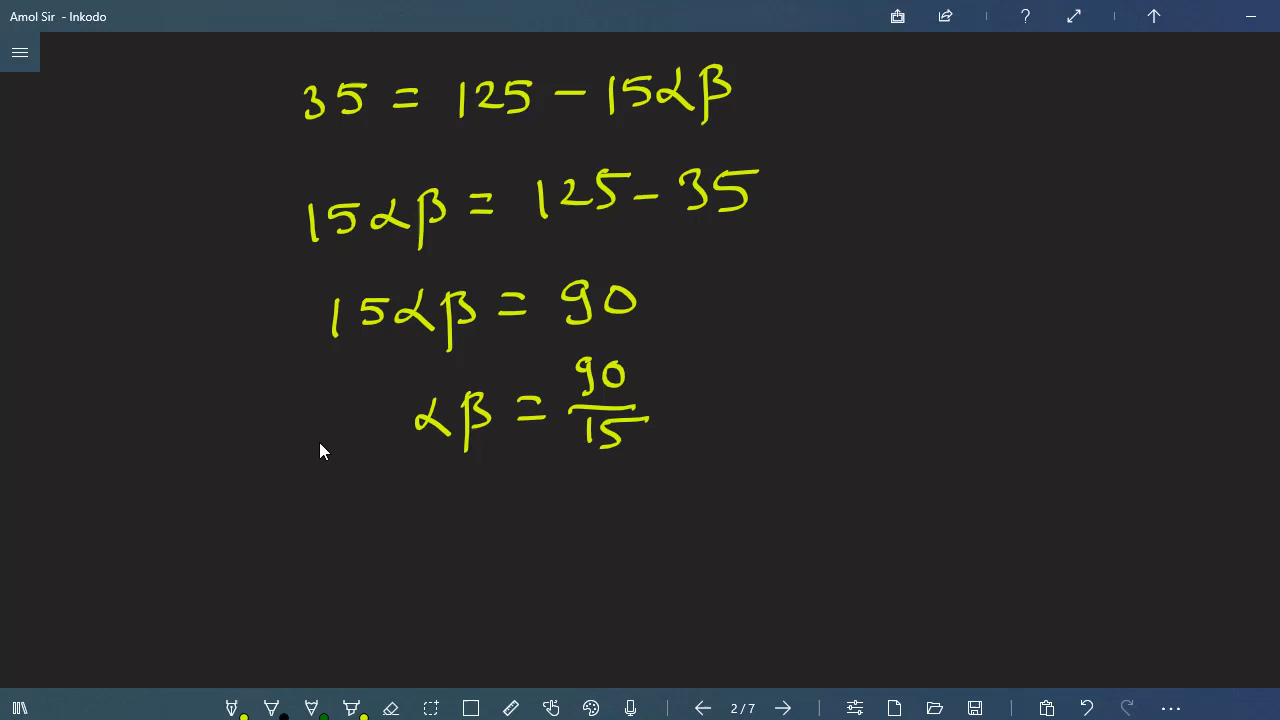 Amol Sir - Inkodo
35 = 125 - 15αβ
15αβ = 125 - 35
15αβ = 90
αβ = 90/15
2 / 7